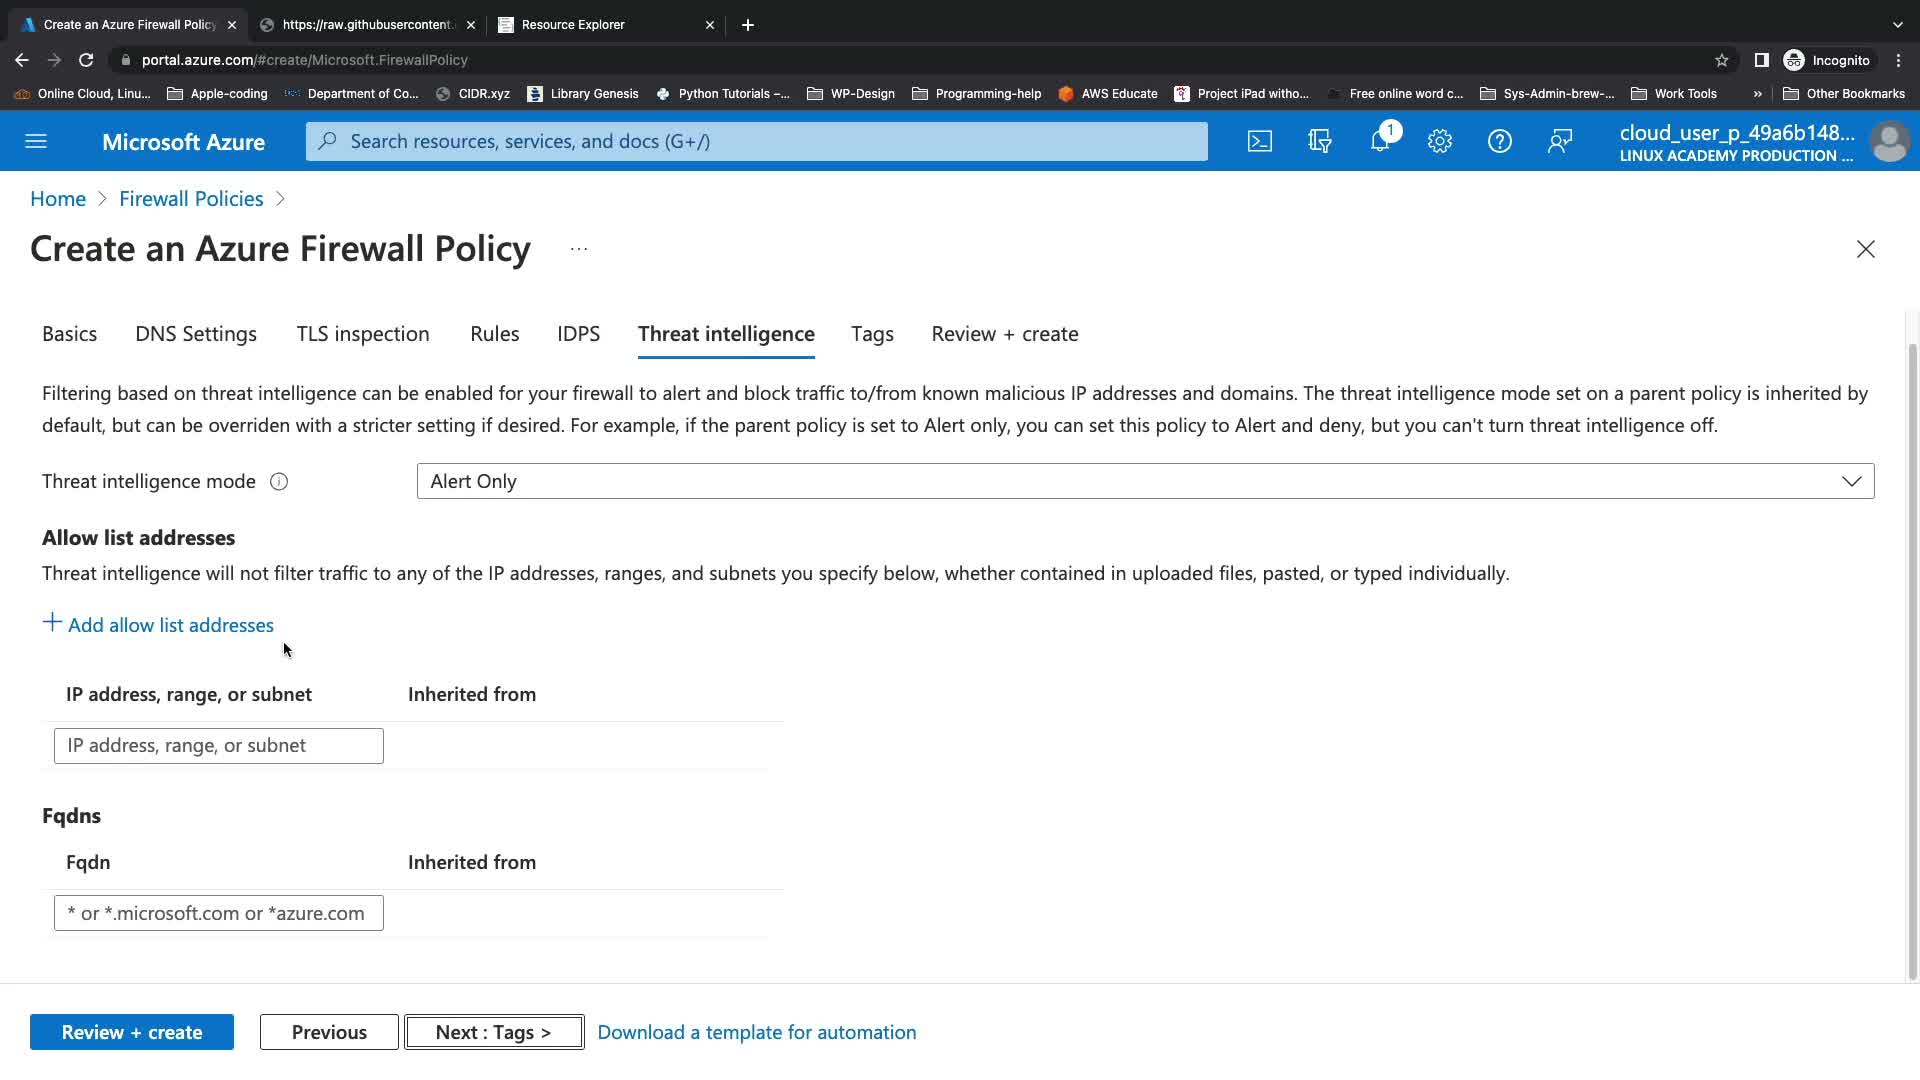 Create an Azure Firewall Policy
https://raw.githubusercontent.
Resource Explorer
portal.azure.com/#create/Microsoft.FirewallPolicy
Incognito
Online Cloud, Linu...
Apple-coding
Department of Co...
CIDR.xyz
Library Genesis
Python Tutorials –...
WP-Design
Programming-help
AWS Educate
Project iPad witho...
Free online word c...
Sys-Admin-brew-...
Work Tools
»
Other Bookmarks
Microsoft Azure
Search resources, services, and docs (G+/)
1
cloud_user_p_49a6b148...
LINUX ACADEMY PRODUCTION ...
Home > Firewall Policies >
Create an Azure Firewall Policy ...
Basics DNS Settings TLS inspection Rules IDPS Threat intelligence Tags Review + create
Filtering based on threat intelligence can be enabled for your firewall to alert and block traffic to/from known malicious IP addresses and domains. The threat intelligence mode set on a parent policy is inherited by
default, but can be overriden with a stricter setting if desired. For example, if the parent policy is set to Alert only, you can set this policy to Alert and deny, but you can't turn threat intelligence off.
Threat intelligence mode
Alert Only
Allow list addresses
Threat intelligence will not filter traffic to any of the IP addresses, ranges, and subnets you specify below, whether contained in uploaded files, pasted, or typed individually.
+ Add allow list addresses
IP address, range, or subnet Inherited from
IP address, range, or subnet
Fqdns
Fqdn Inherited from
* or *.microsoft.com or *azure.com
Review + create
Previous
Next : Tags >
Download a template for automation